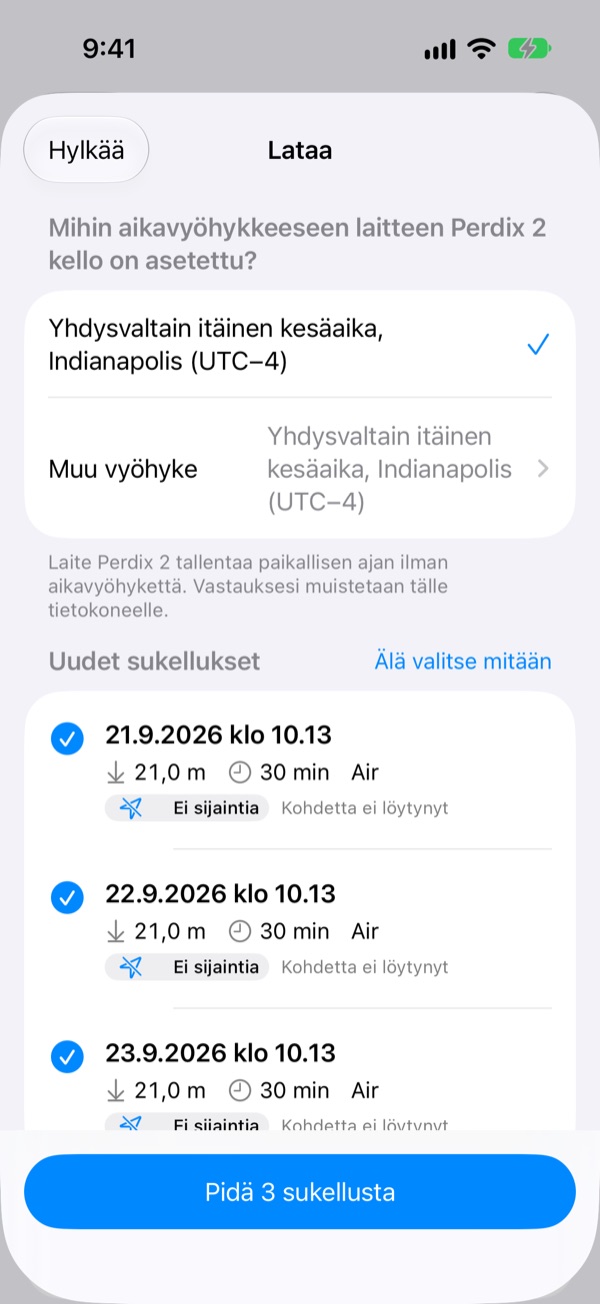 9:41
Hylkää
Lataa
Mihin aikavyöhykkeeseen laitteen Perdix 2
kello on asetettu?
Yhdysvaltain itäinen kesäaika,
Indianapolis (UTC−4)
Muu vyöhyke
Yhdysvaltain itäinen
kesäaika, Indianapolis
(UTC−4)
Laite Perdix 2 tallentaa paikallisen ajan ilman
aikavyöhykettä. Vastauksesi muistetaan tälle
tietokoneelle.
Uudet sukellukset
Älä valitse mitään
21.9.2026 klo 10.13
21,0 m 30 min Air
Ei sijaintia Kohdetta ei löytynyt
22.9.2026 klo 10.13
21,0 m 30 min Air
Ei sijaintia Kohdetta ei löytynyt
23.9.2026 klo 10.13
21,0 m 30 min Air
Ei sijaintia Kohdetta ei löytynyt
Pidä 3 sukellusta